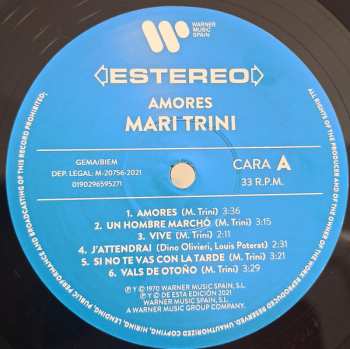 WARNER
MUSIC
SPAIN
ESTEREO
AMORES
MARI TRINI
GEMA/BIEM
DEP. LEGAL: M-20756-2021
0190296595271
CARA A
33 R.P.M.
1. AMORES (M. Trini) 3:36
2. UN HOMBRE MARCHÓ (M. Trini) 3:15
3. VIVE (M. Trini) 2:11
4. J'ATTENDRAI (Dino Olivieri, Louis Poterat) 2:31
5. SI NO TE VAS CON LA TARDE (M. Trini) 3:21
6. VALS DE OTOÑO (M. Trini) 3:29
Ⓟ Y © 1970 WARNER MUSIC SPAIN, S.L.
Ⓟ Y © DE ESTA EDICIÓN 2021
WARNER MUSIC SPAIN, S.L.
A WARNER MUSIC GROUP COMPANY.
ALL RIGHTS OF THE PRODUCER AND OF THE OWNER OF THE WORK REPRODUCED RESERVED. UNAUTHORIZED COPYING, HIRING, LENDING, PUBLIC PERFORMANCE AND BROADCASTING OF THIS RECORD PROHIBITED;